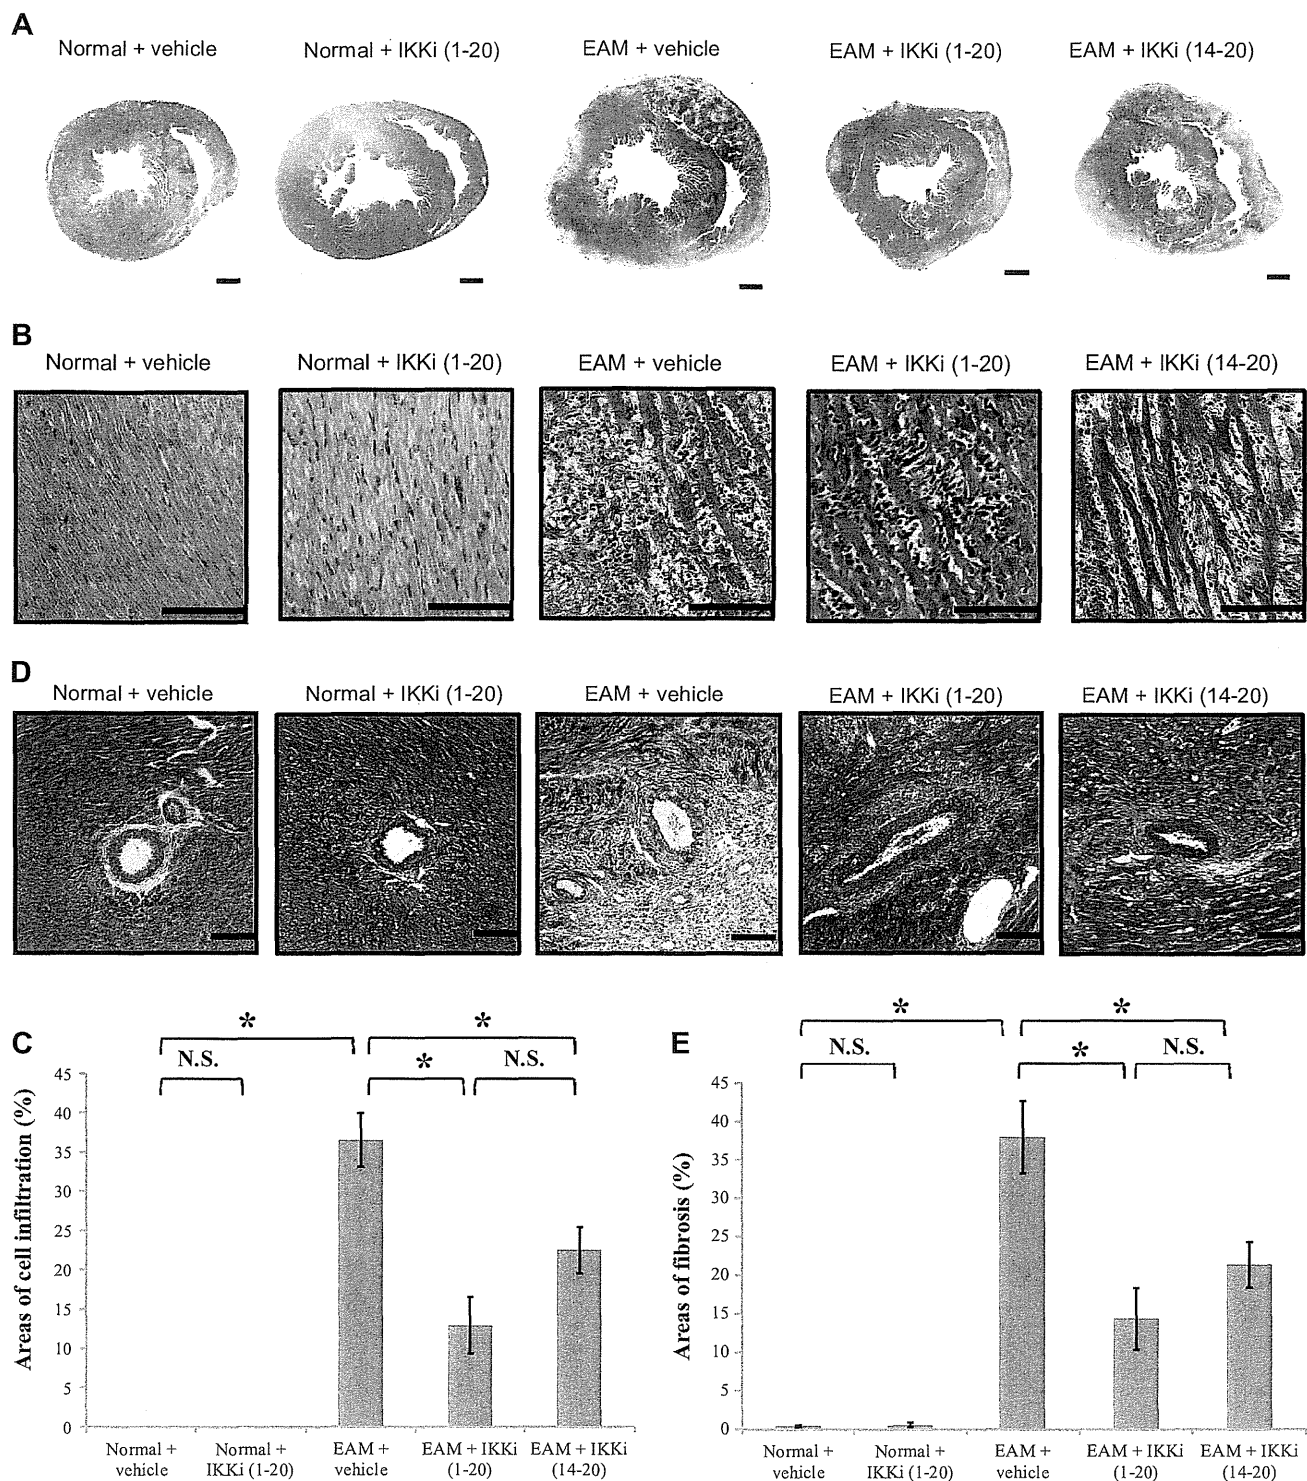 A
Normal + vehicle
Normal + IKKi (1-20)
EAM + vehicle
EAM + IKKi (1-20)
EAM + IKKi (14-20)
B
Normal + vehicle
Normal + IKKi (1-20)
EAM + vehicle
EAM + IKKi (1-20)
EAM + IKKi (14-20)
D
Normal + vehicle
Normal + IKKi (1-20)
EAM + vehicle
EAM + IKKi (1-20)
EAM + IKKi (14-20)
C
*
*
N.S.
*
N.S.
Areas of cell infiltration (%)
45
40
35
30
25
20
15
10
5
0
Normal +
vehicle
Normal +
IKKi (1-20)
EAM +
vehicle
EAM + IKKi
(1-20)
EAM + IKKi
(14-20)
E
*
*
N.S.
*
N.S.
Areas of fibrosis (%)
45
40
35
30
25
20
15
10
5
0
Normal +
vehicle
Normal +
IKKi (1-20)
EAM +
vehicle
EAM + IKKi
(1-20)
EAM + IKKi
(14-20)